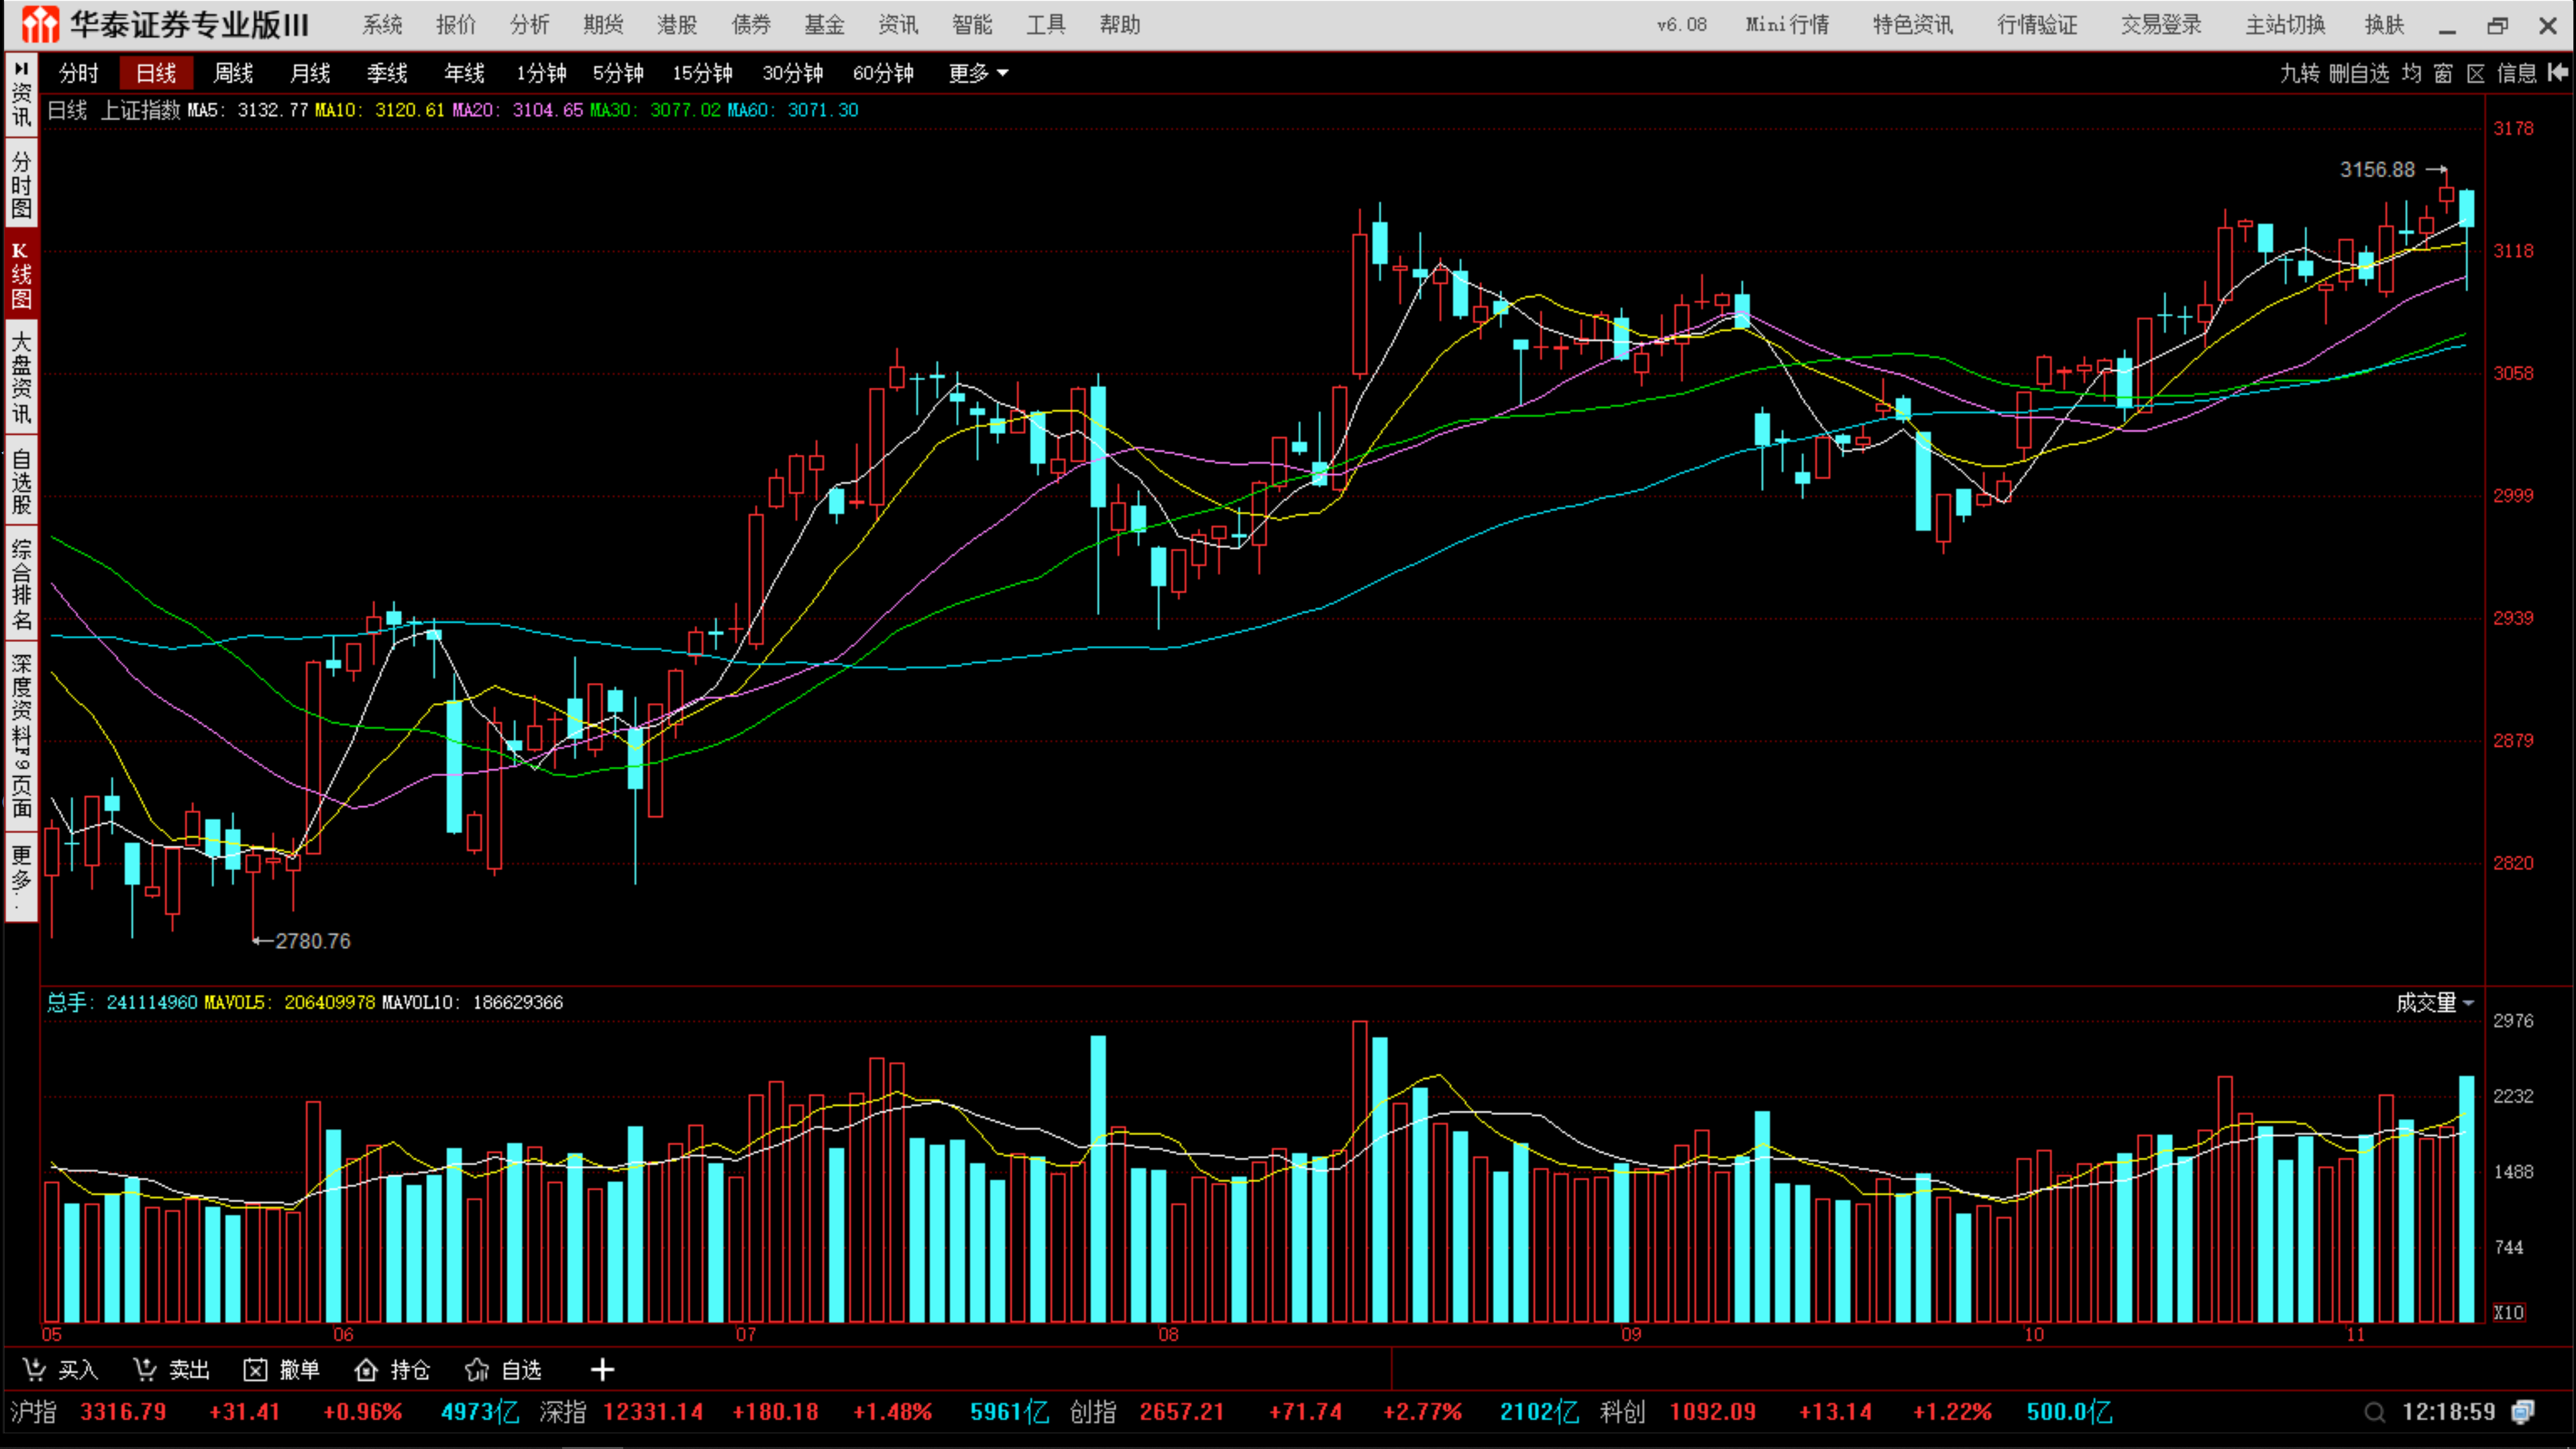 华泰证券专业版III 系统 报价 分析 期货 港股 债券 基金 资讯 智能 工具 帮助 v6.08 Mini行情 特色资讯 行情验证 交易登录 主站切换 换肤
分时 日线 周线 月线 季线 年线 1分钟 5分钟 15分钟 30分钟 60分钟 更多 九转 删自选 均 窗 区 信息
资讯
分时图
K线图
大盘资讯
自选股
综合排名
深度资料F9页面
更多..
日线 上证指数 MA5: 3132.77 MA10: 3120.61 MA20: 3104.65 MA30: 3077.02 MA60: 3071.30
3178
3156.88
3118
3058
2999
2939
2879
2820
2780.76
总手: 241114960 MAVOL5: 206409978 MAVOL10: 186629366 成交量
2976
2232
1488
744
X10
05 06 07 08 09 10 11
买入 卖出 撤单 持仓 自选 +
沪指 3316.79 +31.41 +0.96% 4973亿 深指 12331.14 +180.18 +1.48% 5961亿 创指 2657.21 +71.74 +2.77% 2102亿 科创 1092.09 +13.14 +1.22% 500.0亿 12:18:59